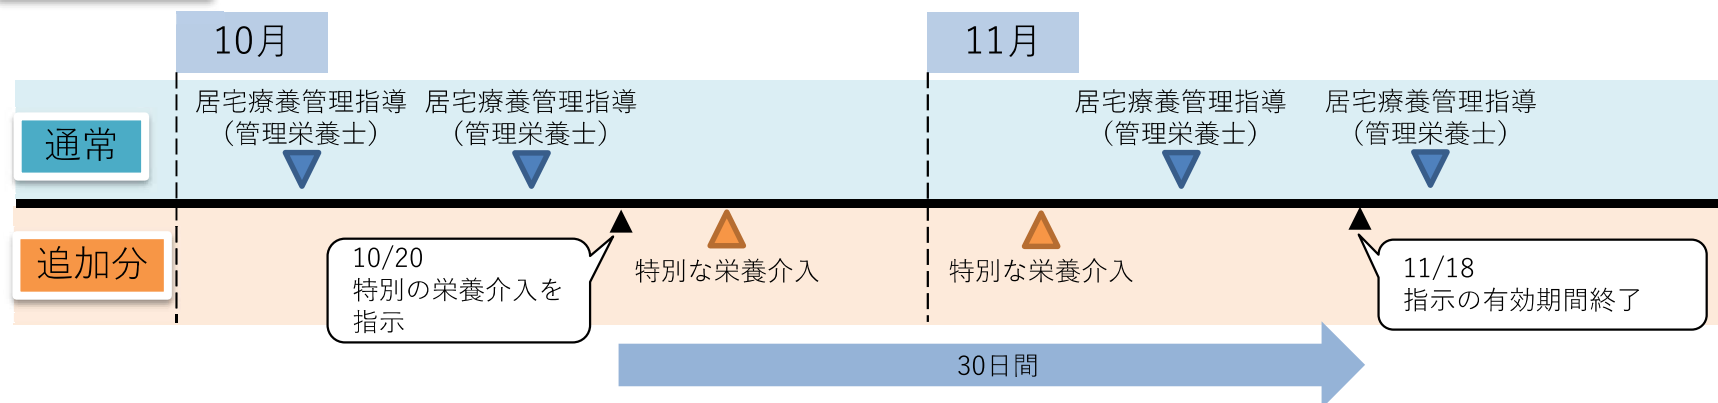 10月
11月
通常
居宅療養管理指導
（管理栄養士）
居宅療養管理指導
（管理栄養士）
居宅療養管理指導
（管理栄養士）
居宅療養管理指導
（管理栄養士）
追加分
10/20
特別の栄養介入を
指示
特別な栄養介入
特別な栄養介入
11/18
指示の有効期間終了
30日間